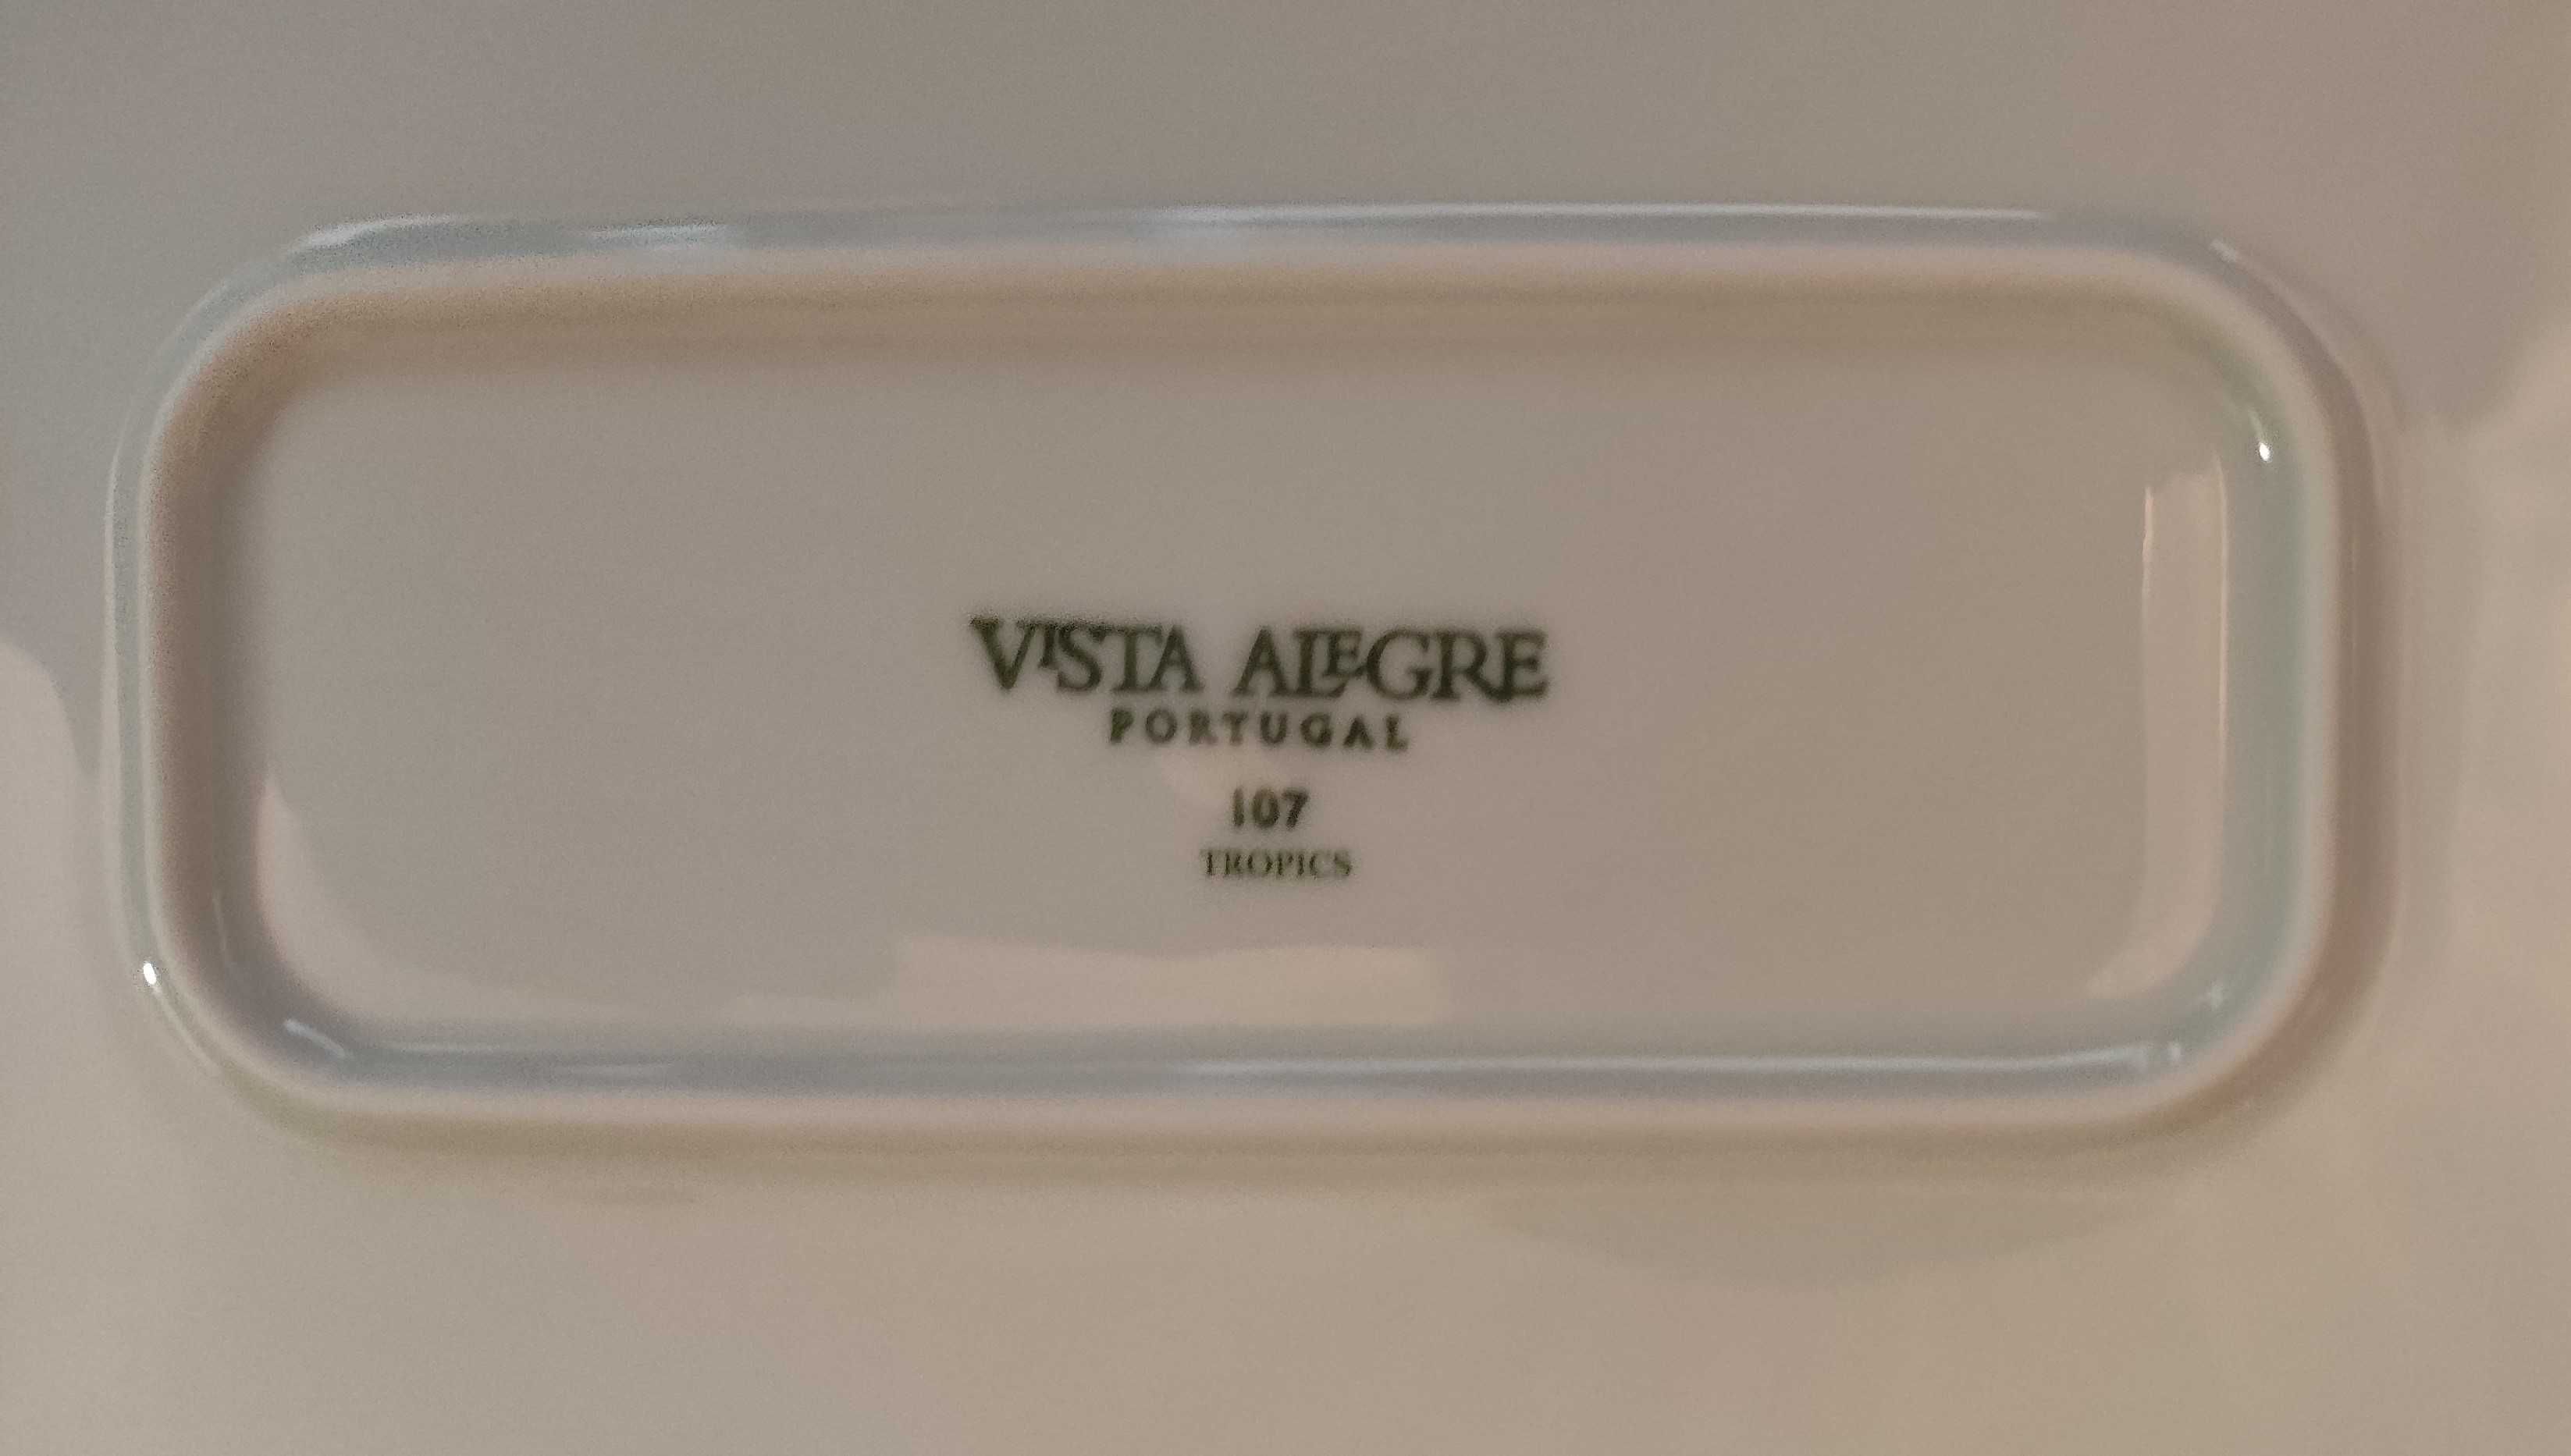 VISTA ALEGRE
PORTUGAL
107
TROPICS